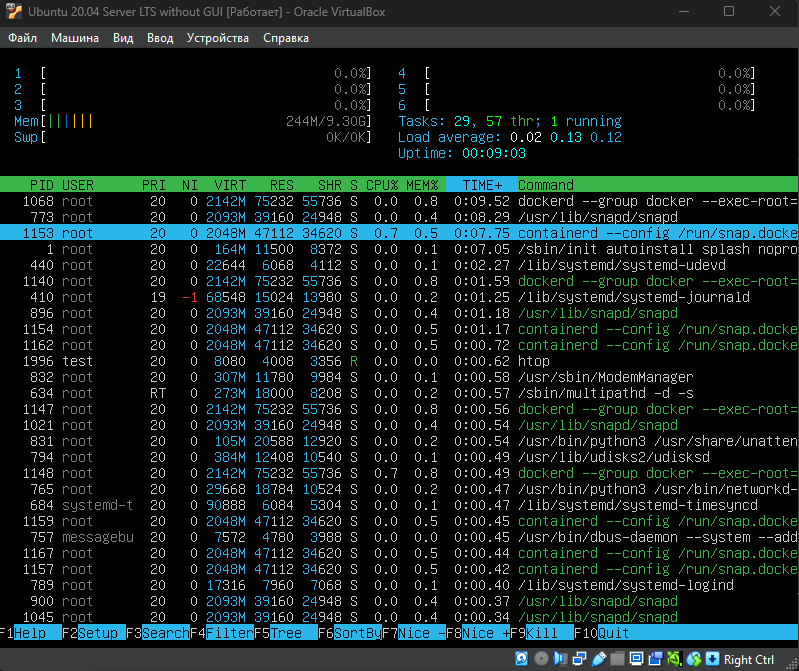 Ubuntu 20.04 Server LTS without GUI [Работает] - Oracle VirtualBox
Файл Машина Вид Ввод Устройства Справка
1 [ 0.0%] 4 [ 0.0%]
2 [ 0.0%] 5 [ 0.0%]
3 [ 0.0%] 6 [ 0.0%]
Mem[||||||| 244M/9.30G] Tasks: 29, 57 thr; 1 running
Swp[ 0K/0K] Load average: 0.02 0.13 0.12
Uptime: 00:09:03
PID USER PRI NI VIRT RES SHR S CPU% MEM% TIME+ Command
1068 root 20 0 2142M 75232 55736 S 0.0 0.8 0:09.52 dockerd --group docker --exec-root=
773 root 20 0 2093M 39160 24948 S 0.0 0.4 0:08.29 /usr/lib/snapd/snapd
1153 root 20 0 2048M 47112 34620 S 0.7 0.5 0:07.75 containerd --config /run/snap.docke
1 root 20 0 164M 11500 8372 S 0.0 0.1 0:07.05 /sbin/init autoinstall splash nopro
440 root 20 0 22644 6068 4112 S 0.0 0.1 0:02.27 /lib/systemd/systemd-udevd
1140 root 20 0 2142M 75232 55736 S 0.0 0.8 0:01.59 dockerd --group docker --exec-root=
410 root 19 -1 68548 15024 13980 S 0.0 0.2 0:01.25 /lib/systemd/systemd-journald
896 root 20 0 2093M 39160 24948 S 0.0 0.4 0:01.18 /usr/lib/snapd/snapd
1154 root 20 0 2048M 47112 34620 S 0.0 0.5 0:01.17 containerd --config /run/snap.docke
1162 root 20 0 2048M 47112 34620 S 0.0 0.5 0:00.72 containerd --config /run/snap.docke
1996 test 20 0 8080 4008 3356 R 0.0 0.0 0:00.62 htop
832 root 20 0 307M 11780 9984 S 0.0 0.1 0:00.58 /usr/sbin/ModemManager
634 root RT 0 273M 18000 8208 S 0.0 0.2 0:00.57 /sbin/multipathd -d -s
1147 root 20 0 2142M 75232 55736 S 0.0 0.8 0:00.56 dockerd --group docker --exec-root=
1021 root 20 0 2093M 39160 24948 S 0.0 0.4 0:00.54 /usr/lib/snapd/snapd
831 root 20 0 105M 20588 12920 S 0.0 0.2 0:00.54 /usr/bin/python3 /usr/share/unatten
794 root 20 0 384M 12408 10540 S 0.0 0.1 0:00.49 /usr/lib/udisks2/udisksd
1148 root 20 0 2142M 75232 55736 S 0.7 0.8 0:00.49 dockerd --group docker --exec-root=
765 root 20 0 29668 18784 10524 S 0.0 0.2 0:00.47 /usr/bin/python3 /usr/bin/networkd-
684 systemd-t 20 0 90888 6084 5304 S 0.0 0.1 0:00.47 /lib/systemd/systemd-timesyncd
1159 root 20 0 2048M 47112 34620 S 0.0 0.5 0:00.45 containerd --config /run/snap.docke
757 messagebu 20 0 7572 4780 3988 S 0.0 0.0 0:00.45 /usr/bin/dbus-daemon --system --add
1167 root 20 0 2048M 47112 34620 S 0.0 0.5 0:00.44 containerd --config /run/snap.docke
1157 root 20 0 2048M 47112 34620 S 0.0 0.5 0:00.42 containerd --config /run/snap.docke
789 root 20 0 17316 7960 7068 S 0.0 0.1 0:00.40 /lib/systemd/systemd-logind
900 root 20 0 2093M 39160 24948 S 0.0 0.4 0:00.37 /usr/lib/snapd/snapd
1045 root 20 0 2093M 39160 24948 S 0.0 0.4 0:00.34 /usr/lib/snapd/snapd
F1Help F2Setup F3SearchF4FilterF5Tree F6SortByF7Nice -F8Nice +F9Kill F10Quit
Right Ctrl